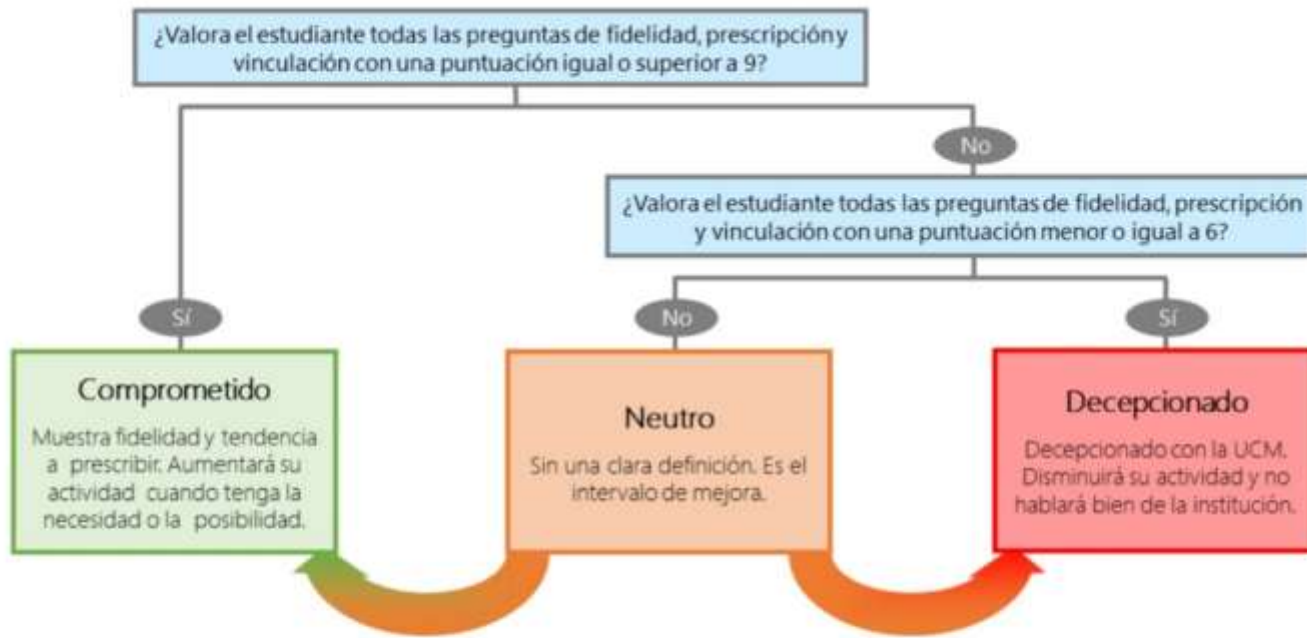 ¿Valora el estudiante todas las preguntas de fidelidad, prescripción y
vinculación con una puntuación igual o superior a 9?
No
¿Valora el estudiante todas las preguntas de fidelidad, prescripción
y vinculación con una puntuación menor o igual a 6?
Sí
No
Sí
Comprometido
Muestra fidelidad y tendencia
a prescribir. Aumentará su
actividad cuando tenga la
necesidad o la posibilidad.
Neutro
Sin una clara definición. Es el
intervalo de mejora.
Decepcionado
Decepcionado con la UCM.
Disminuirá su actividad y no
hablará bien de la institución.